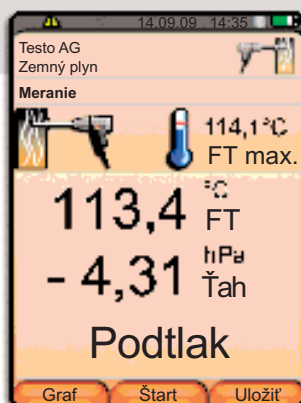 14.09.09 14:35
Testo AG
Zemný plyn
Meranie
114,1°C
FT max.
113,4 °C FT
- 4,31 hPa Ťah
Podtlak
Graf Štart Uložiť